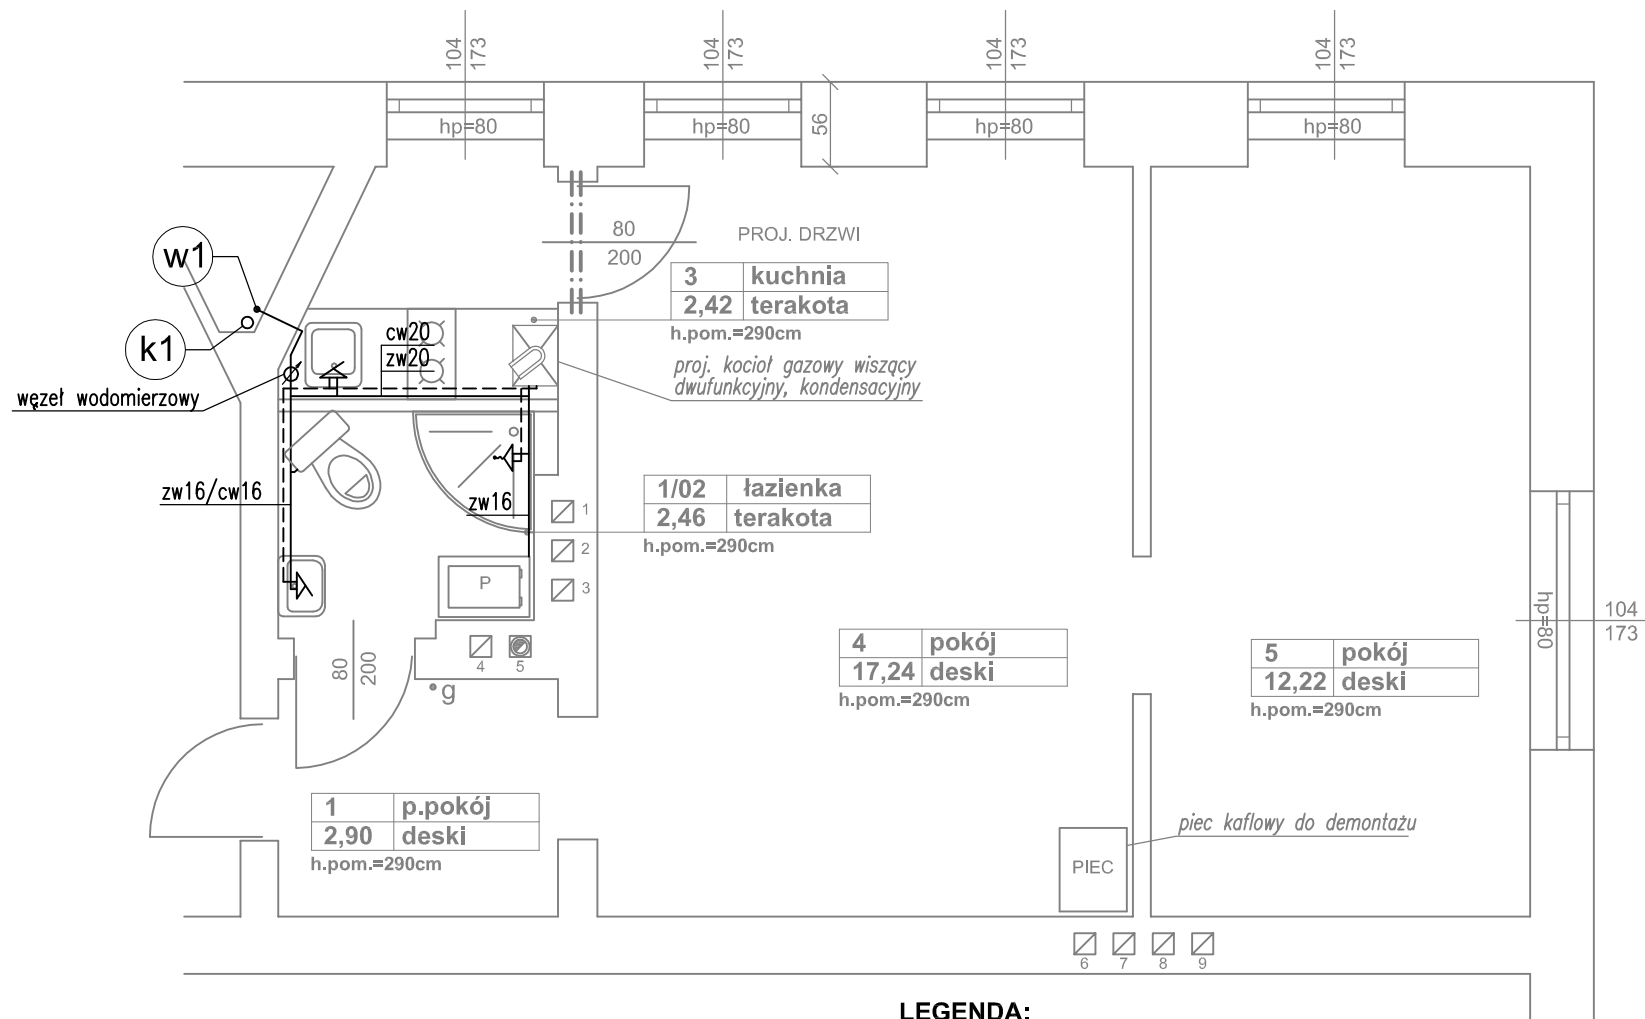 104
173
104
173
104
173
104
173
hp=80
hp=80
56
hp=80
hp=80
80
200
PROJ. DRZWI
w1
3 kuchnia
2,42 terakota
h.pom.=290cm
k1
cw20
zw20
proj. kocioł gazowy wiszący
dwufunkcyjny, kondensacyjny
węzeł wodomierzowy
zw16/cw16
zw16
1/02 łazienka
2,46 terakota
h.pom.=290cm
1
2
3
P
4
5
80
200
g
4 pokój
17,24 deski
h.pom.=290cm
5 pokój
12,22 deski
h.pom.=290cm
hp=80
104
173
1 p.pokój
2,90 deski
h.pom.=290cm
piec kaflowy do demontażu
PIEC
6
7
8
9
LEGENDA: